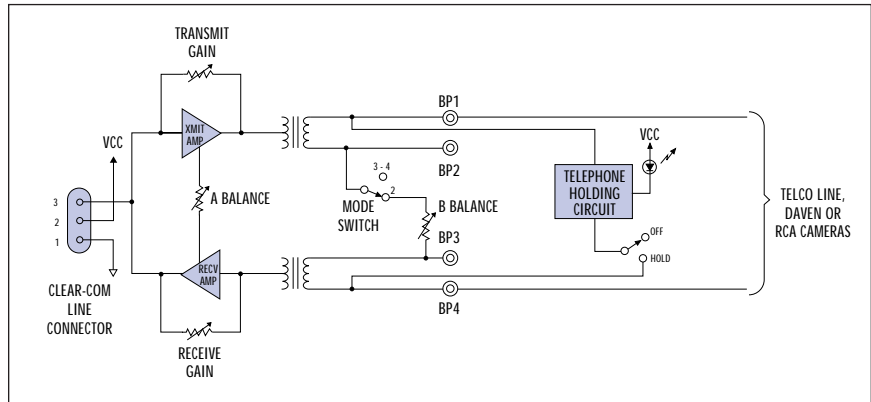 TRANSMIT
GAIN
XMIT
AMP
VCC
3
2
1
A BALANCE
CLEAR-COM
LINE
CONNECTOR
RECV
AMP
RECEIVE
GAIN
BP1
BP2
3 - 4
2
MODE
SWITCH
B BALANCE
BP3
BP4
VCC
TELEPHONE
HOLDING
CIRCUIT
OFF
HOLD
TELCO LINE,
DAVEN OR
RCA CAMERAS